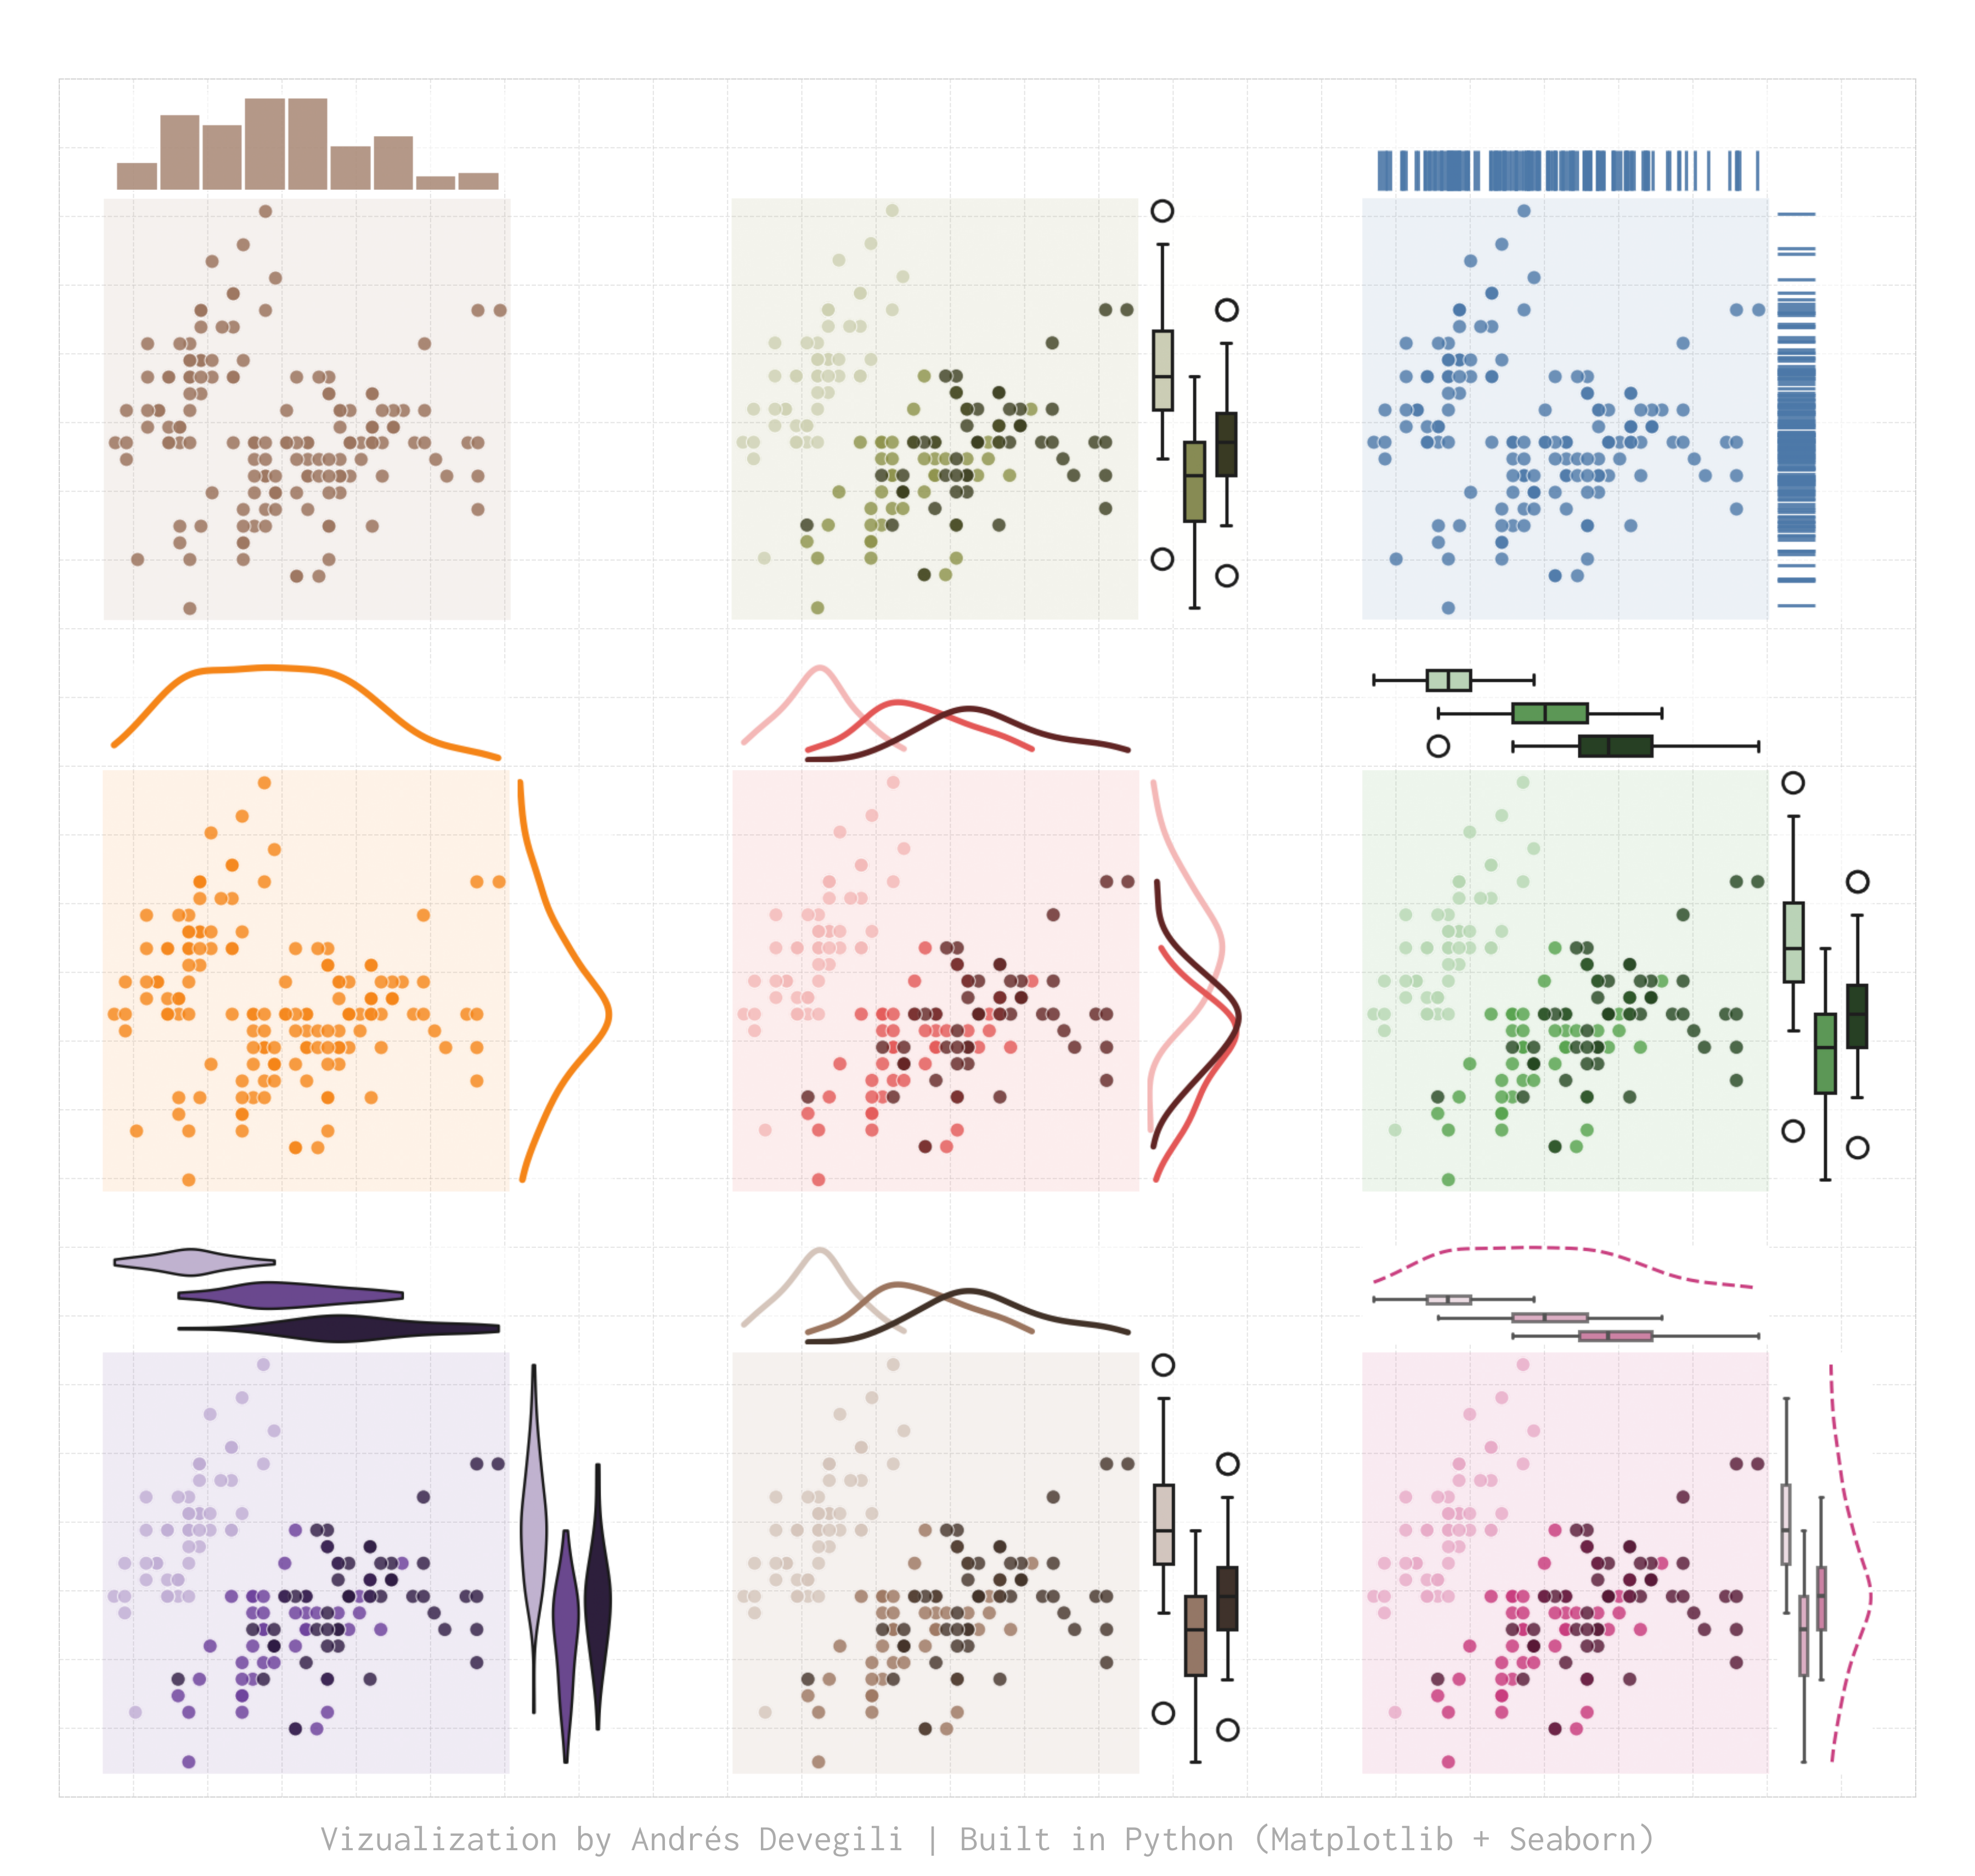 Vizualization by Andrés Devegili | Built in Python (Matplotlib + Seaborn)